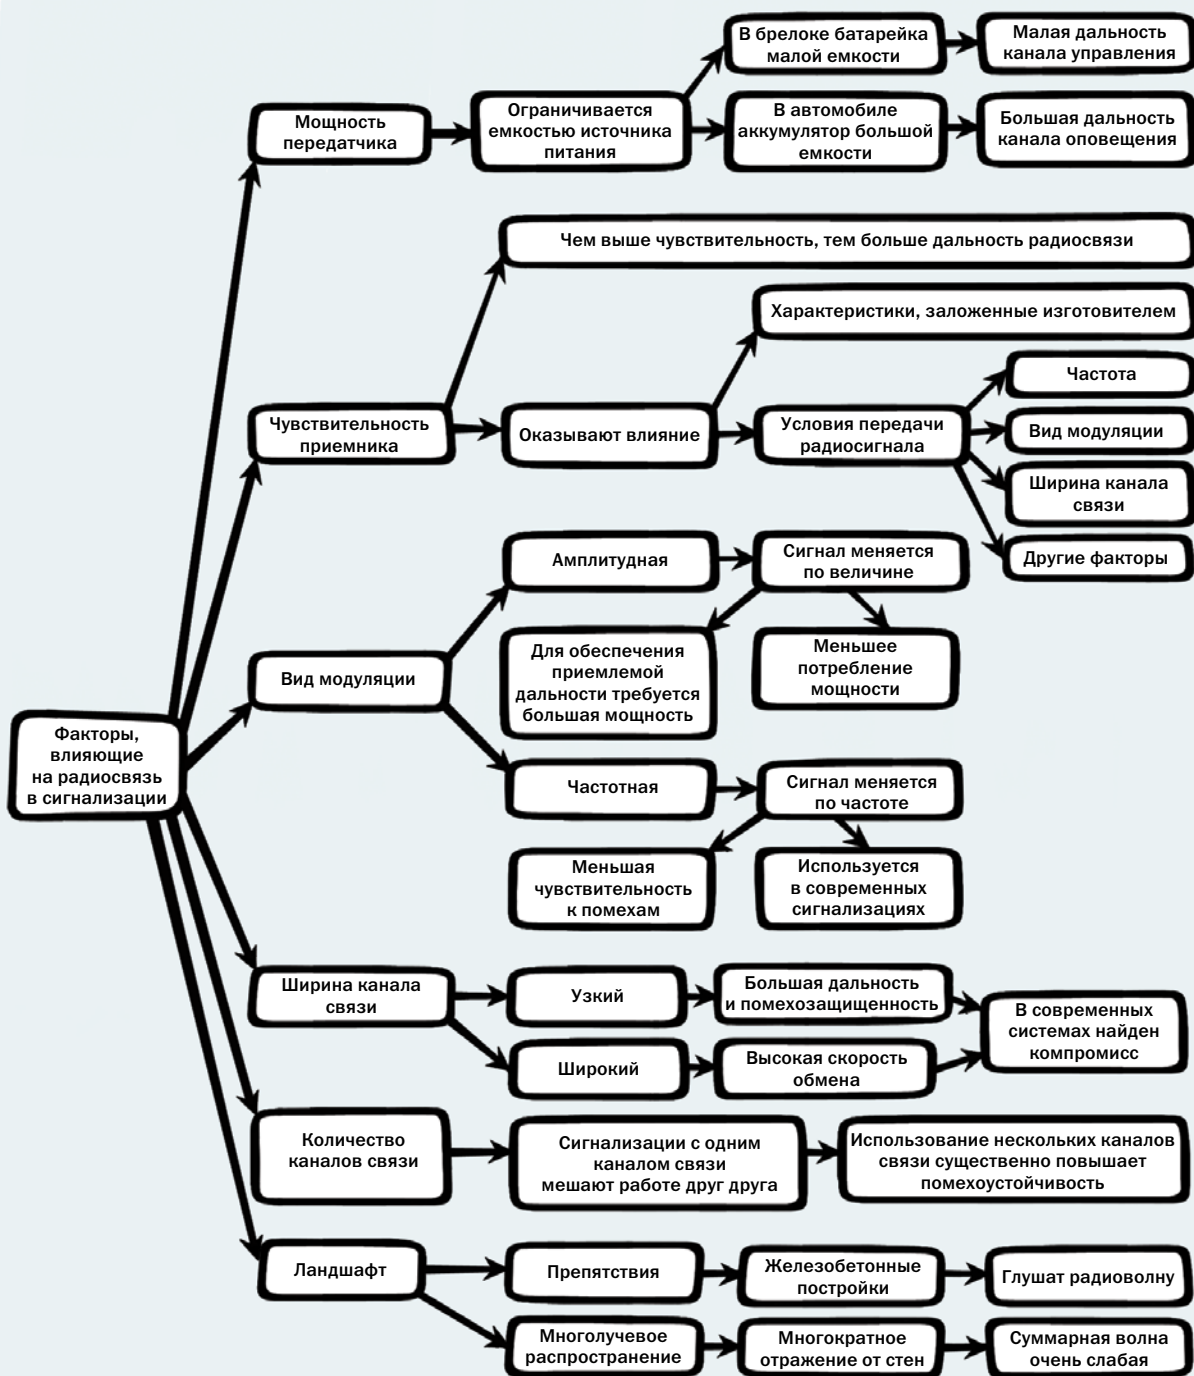 В брелоке батарейка
малой емкости
Малая дальность
канала управления
Мощность
передатчика
Ограничивается
емкостью источника
питания
В автомобиле
аккумулятор большой
емкости
Большая дальность
канала оповещения
Чем выше чувствительность, тем больше дальность радиосвязи
Характеристики, заложенные изготовителем
Чувствительность
приемника
Оказывают влияние
Условия передачи
радиосигнала
Частота
Вид модуляции
Ширина канала
связи
Другие факторы
Амплитудная
Сигнал меняется
по величине
Для обеспечения
приемлемой
дальности требуется
большая мощность
Меньшее
потребление
мощности
Вид модуляции
Факторы,
влияющие
на радиосвязь
в сигнализации
Частотная
Сигнал меняется
по частоте
Меньшая
чувствительность
к помехам
Используется
в современных
сигнализациях
Ширина канала
связи
Узкий
Большая дальность
и помехозащищенность
В современных
системах найден
компромисс
Широкий
Высокая скорость
обмена
Количество
каналов связи
Сигнализации с одним
каналом связи
мешают работе друг друга
Использование нескольких каналов
связи существенно повышает
помехоустойчивость
Ландшафт
Препятствия
Железобетонные
постройки
Глушат радиоволну
Многолучевое
распространение
Многократное
отражение от стен
Суммарная волна
очень слабая